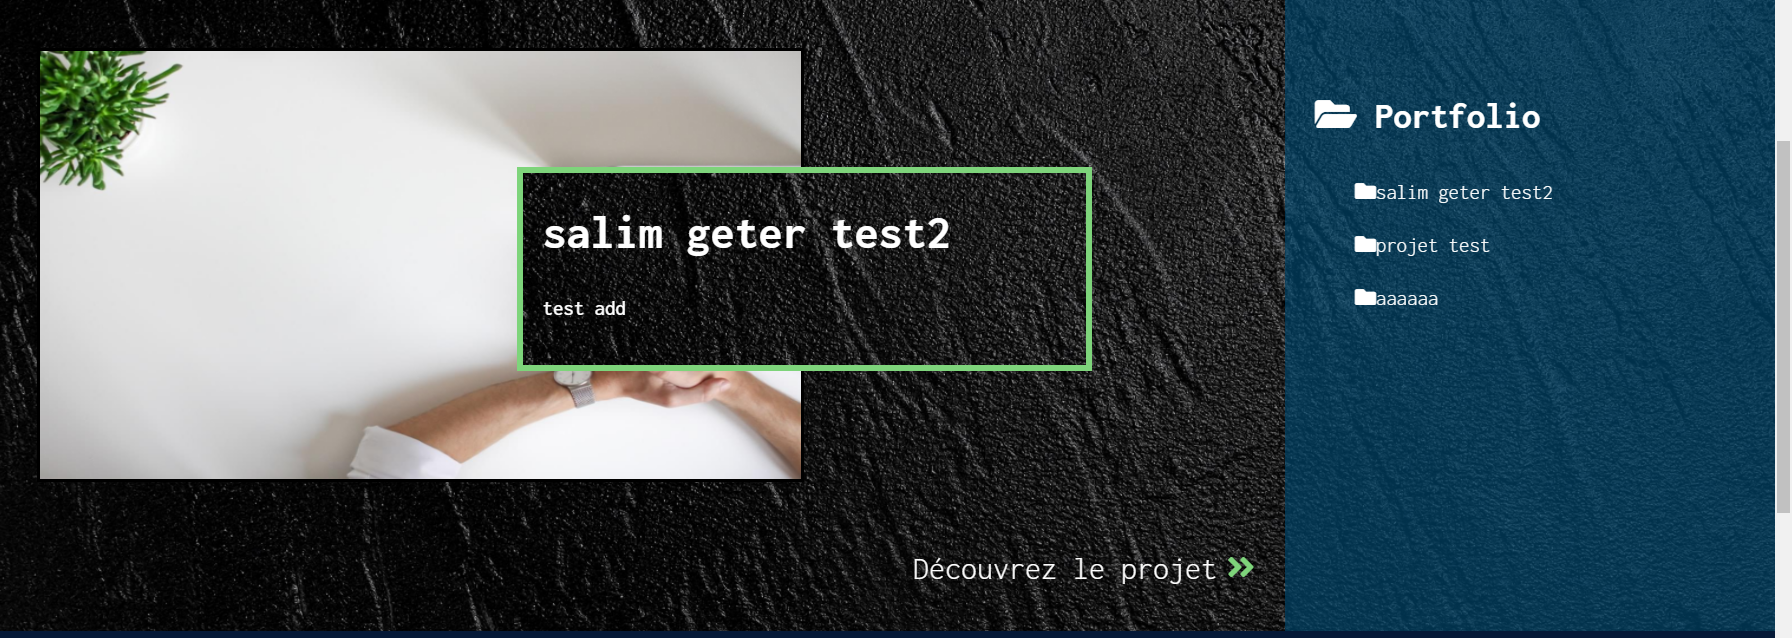 salim geter test2
test add
Découvrez le projet
Portfolio
salim geter test2
projet test
aaaaaa